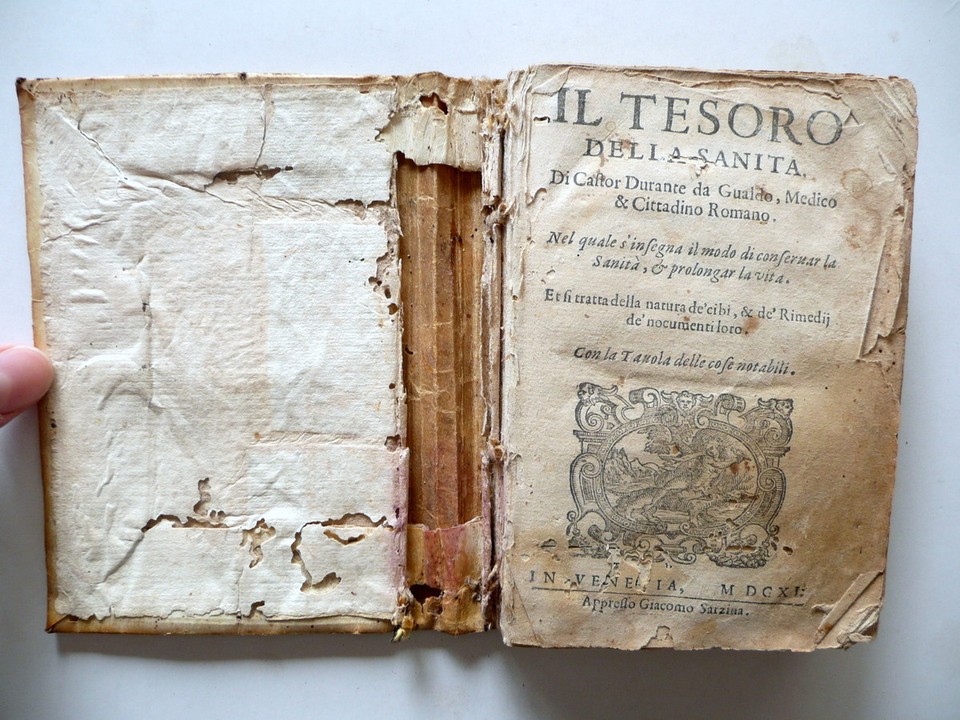 IL TESORO
DELLA SANITA.
Di Caſtor Durante da Gualdo, Medico
& Cittadino Romano.
Nel quale s'inſegna il modo di conſeruar la
Sanità, & prolongar la vita.
Et ſi tratta della natura de'cibi, & de' Rimedij
de'nocumenti loro.
Con la Tauola delle coſe notabili.
IN VENETIA, MDCXI.
Appreſſo Giacomo Sarzina.